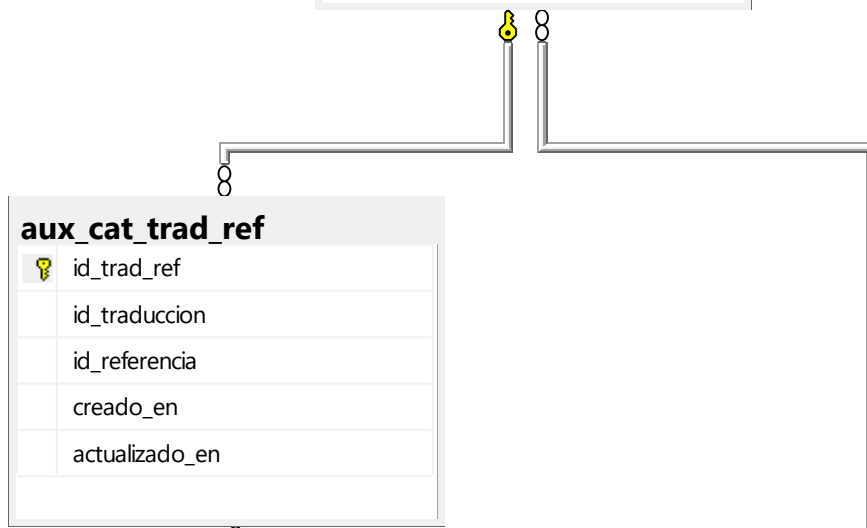 aux_cat_trad_ref
id_trad_ref
id_traduccion
id_referencia
creado_en
actualizado_en